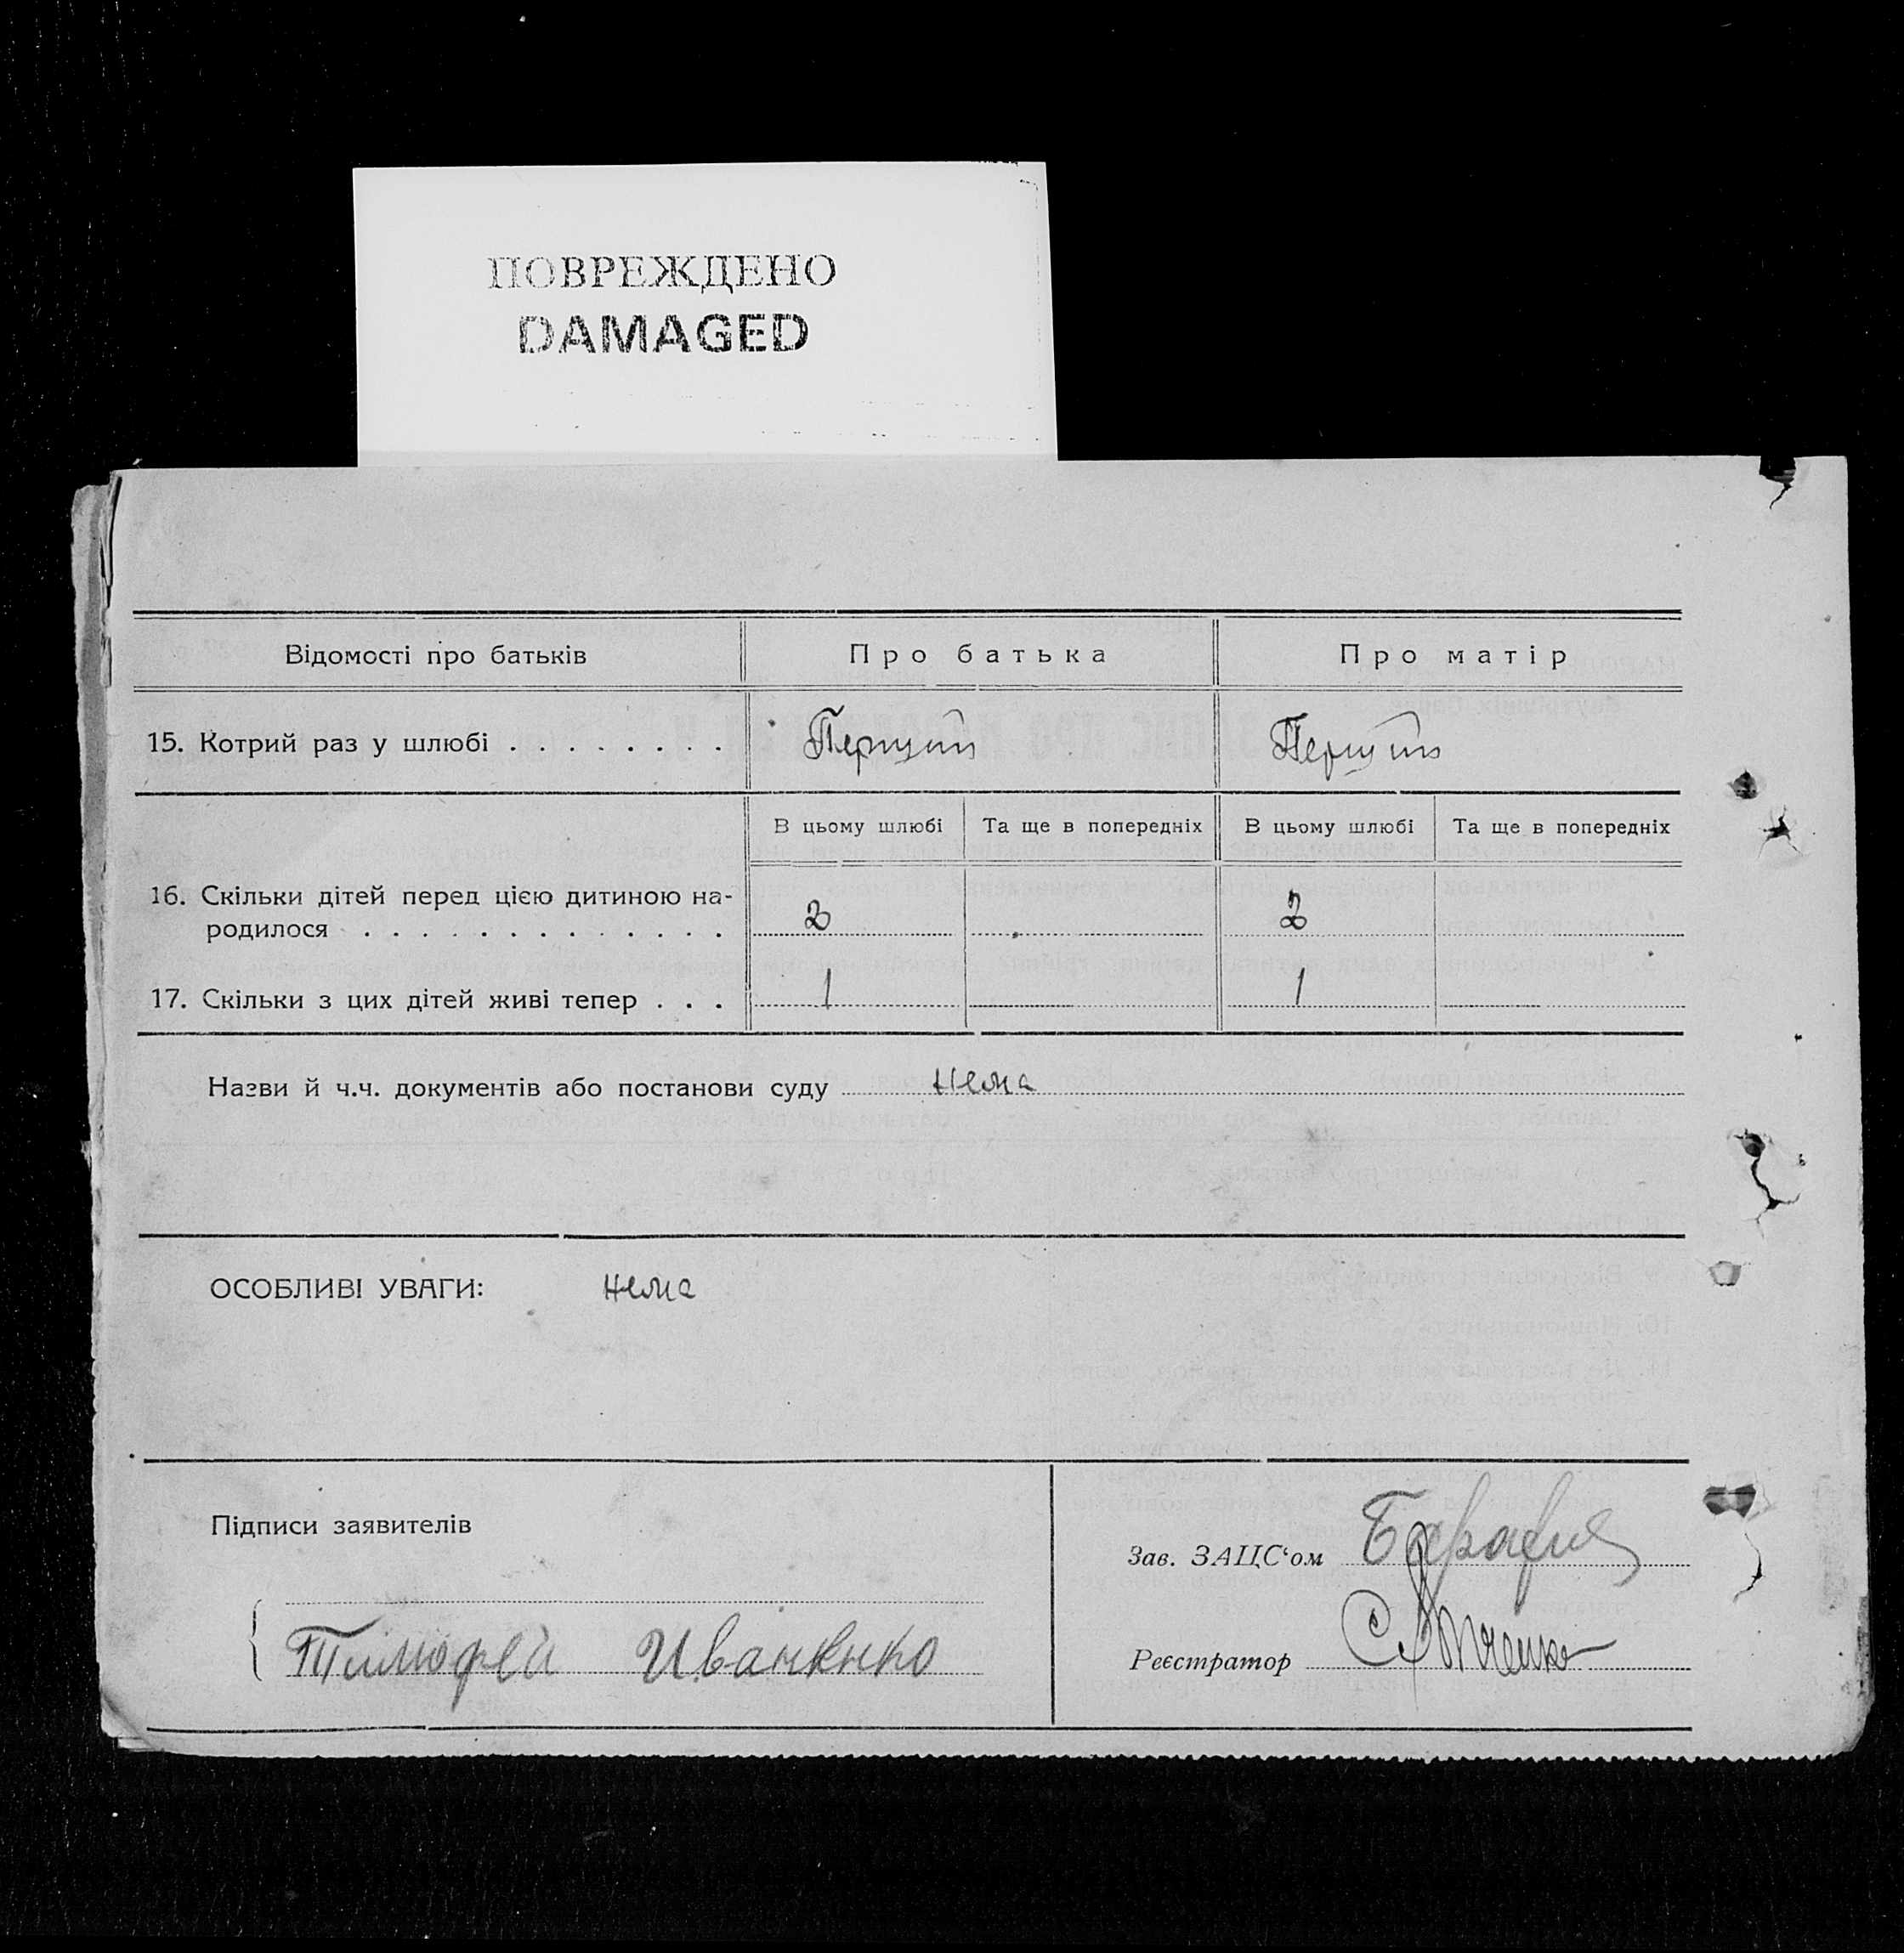 ПОВРЕЖДЕНО
DAMAGED
Відомості про батьків Про батька Про матір
15. Котрий раз у шлюбі . . . . . . . . Перший Перший
В цьому шлюбі Та ще в попередніх В цьому шлюбі Та ще в попередніх
16. Скільки дітей перед цією дитиною на-
родилося . . . . . . . . . . . . . 2 2
17. Скільки з цих дітей живі тепер . . . 1 — 1 —
Назви й ч.ч. документів або постанови суду нема
ОСОБЛИВІ УВАГИ: нема
Підписи заявителів
Зав. ЗАЦС‘ом
Тимофей
Реєстратор